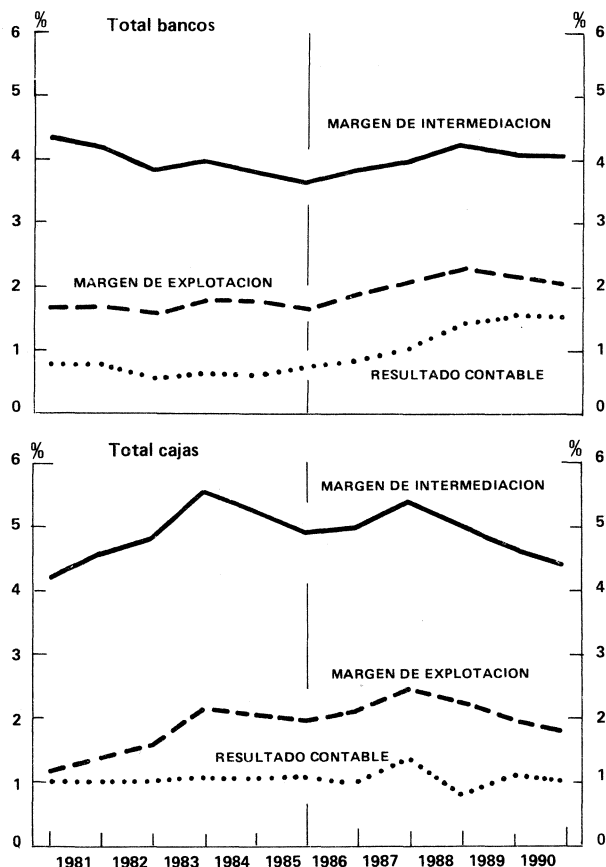 % Total bancos %
6 6
5 5
MARGEN DE INTERMEDIACION
4 4
3 3
MARGEN DE EXPLOTACION
2 2
1 1
RESULTADO CONTABLE
0 0
% Total cajas %
6 6
MARGEN DE INTERMEDIACION
5 5
4 4
3 3
MARGEN DE EXPLOTACION
2 2
RESULTADO CONTABLE
1 1
0 0
1981 1982 1983 1984 1985 1986 1987 1988 1989 1990